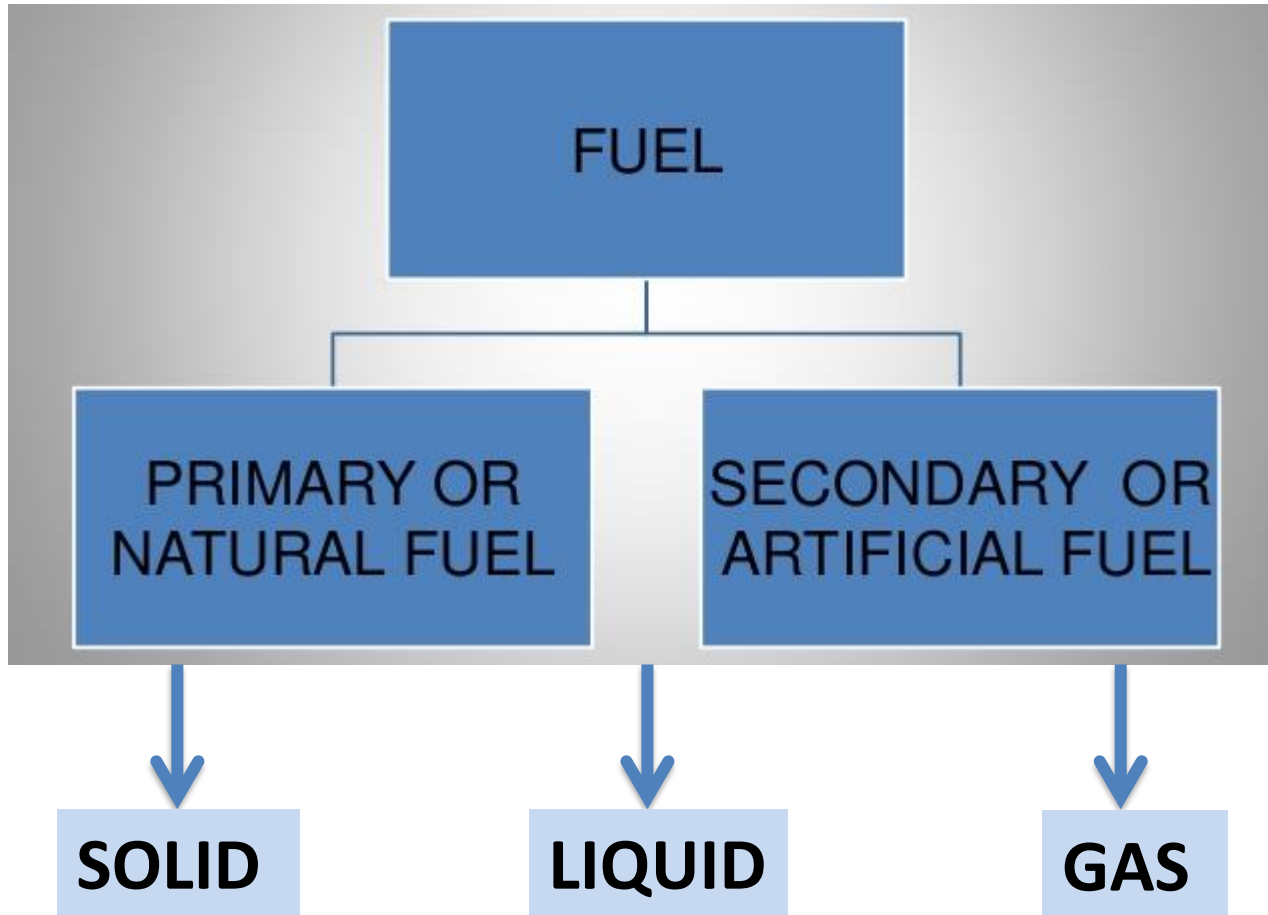 FUEL
PRIMARY OR
NATURAL FUEL
SECONDARY OR
ARTIFICIAL FUEL
SOLID
LIQUID
GAS